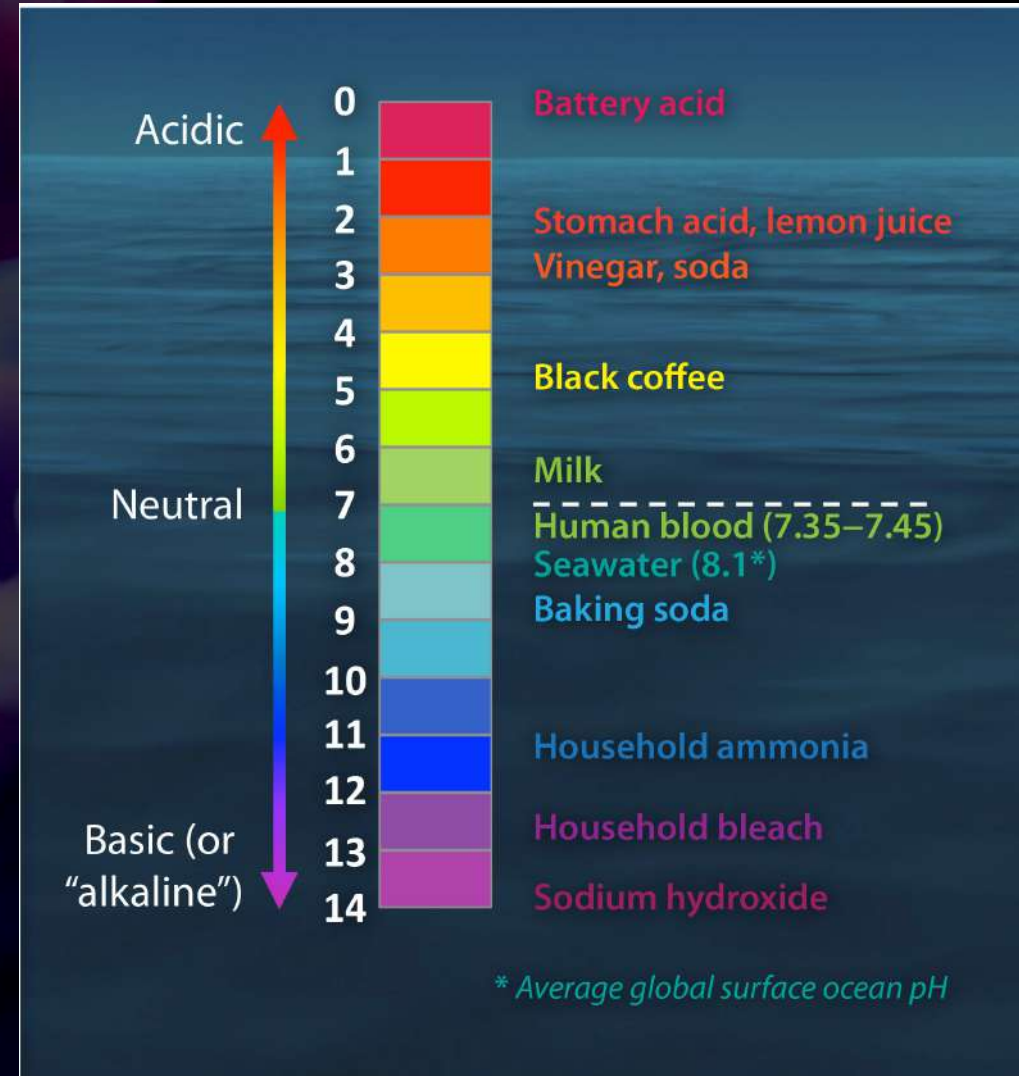 0
Battery acid
Acidic
1
2
Stomach acid, lemon juice
3
Vinegar, soda
4
Black coffee
5
6
Milk
Neutral
7
Human blood (7.35–7.45)
8
Seawater (8.1*)
Baking soda
9
10
11
Household ammonia
12
Household bleach
Basic (or
“alkaline”)
13
14
Sodium hydroxide
* Average global surface ocean pH